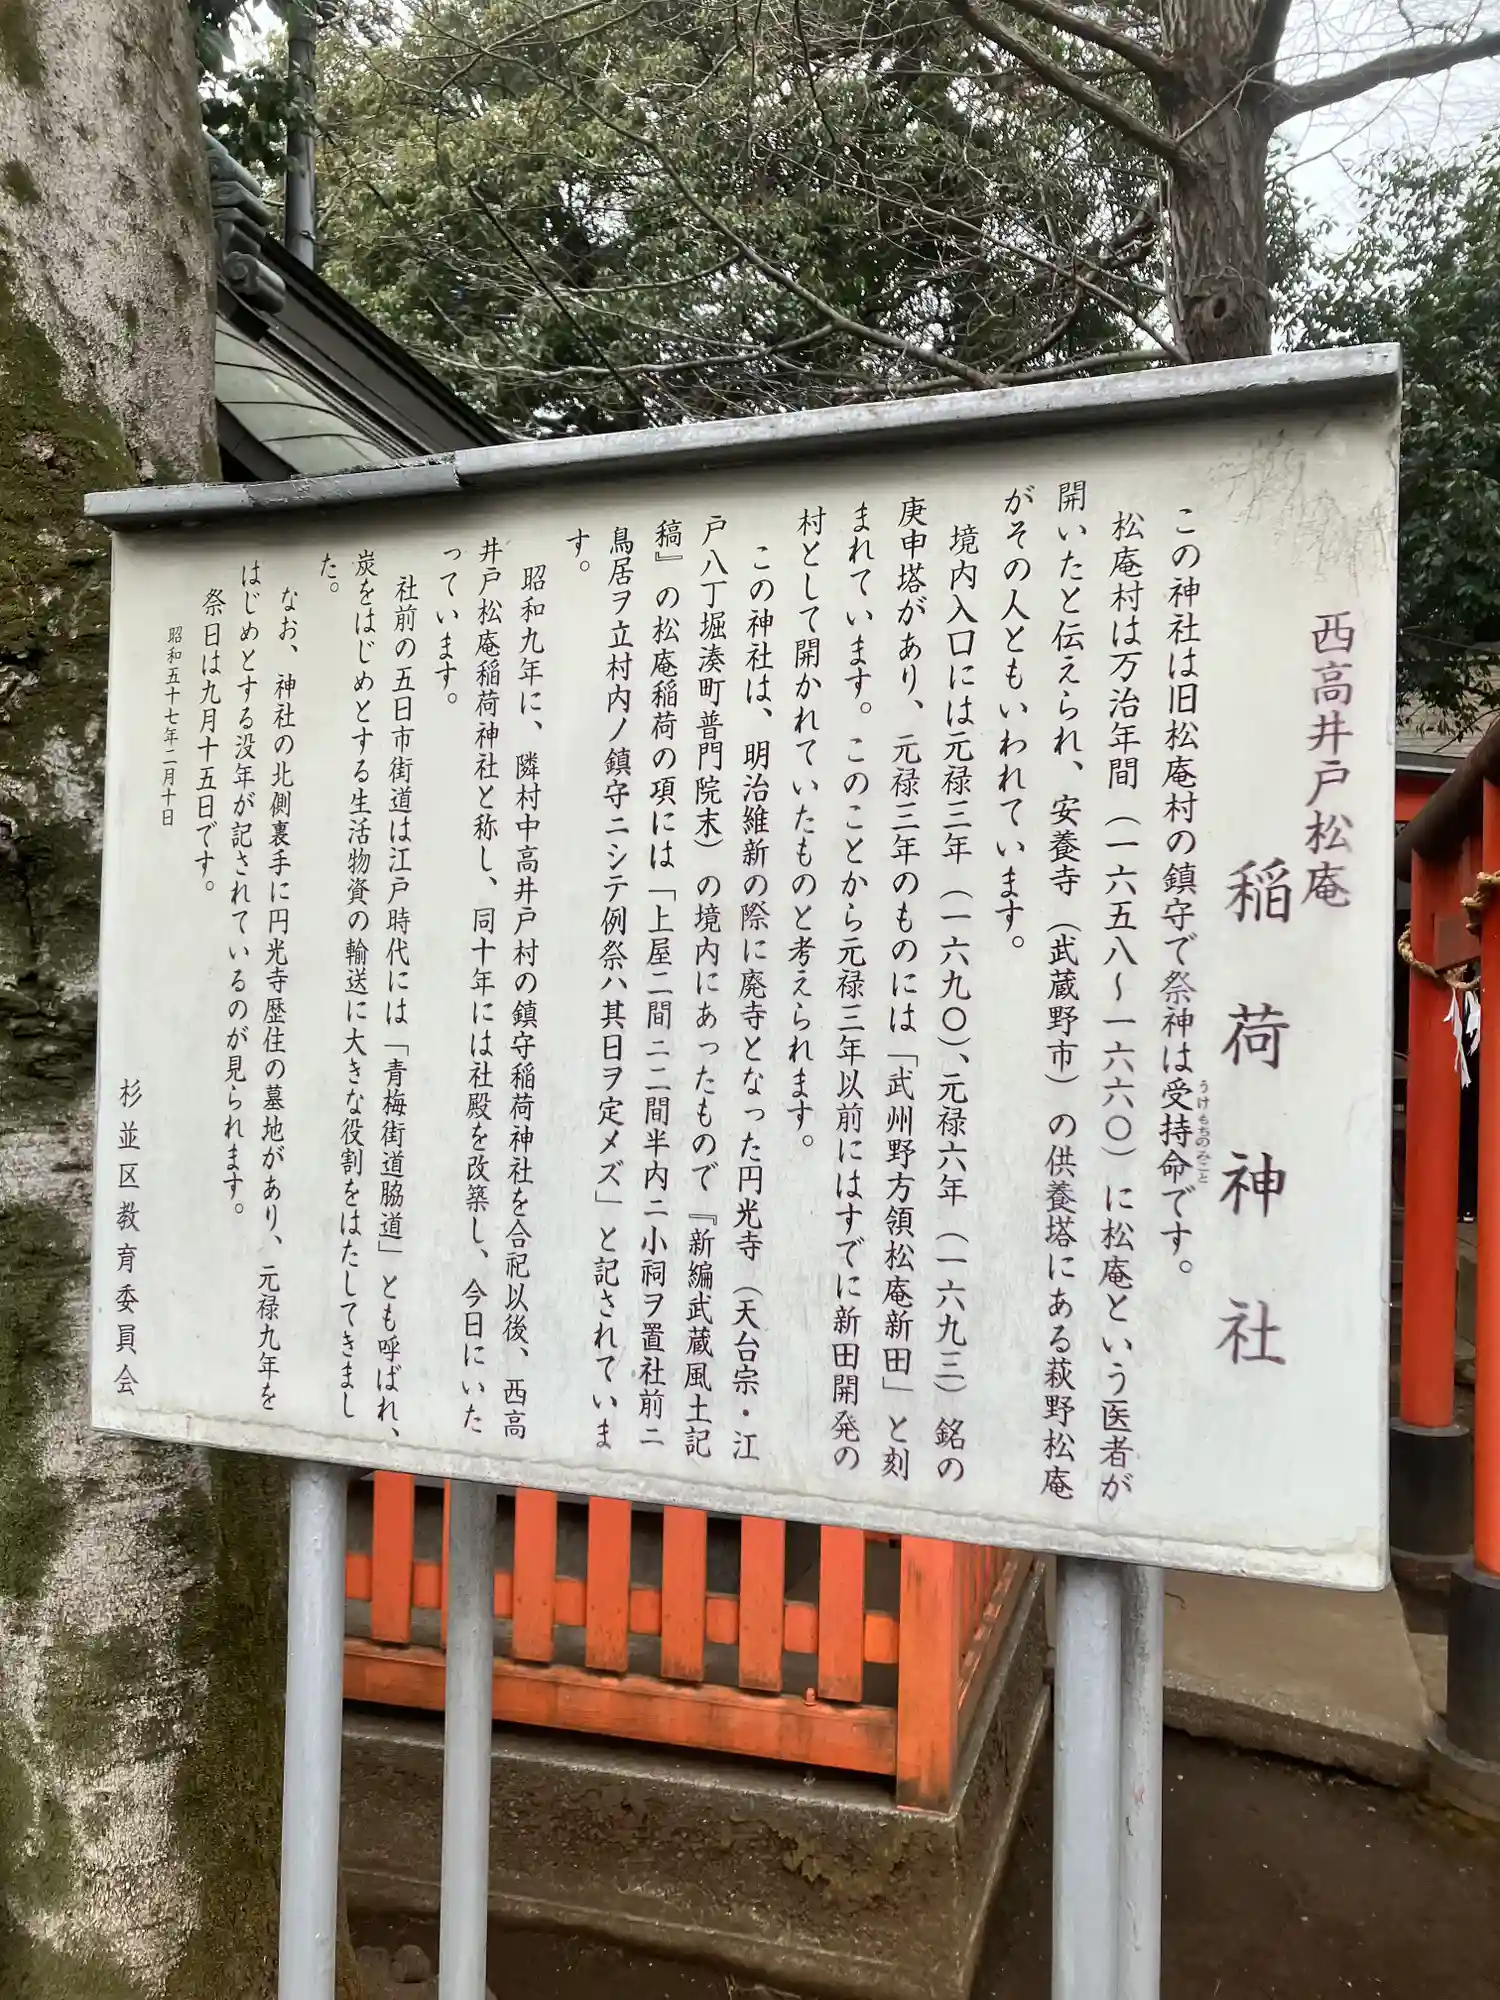 西高井戸松庵
稲荷神社
この神社は旧松庵村の鎮守で祭神は受持命です。
うけもちのみこと
松庵村は万治年間（一六五八～一六六〇）に松庵という医者が
開いたと伝えられ、安養寺（武蔵野市）の供養塔にある萩野松庵
がその人ともいわれています。
境内入口には元禄三年（一六九〇）、元禄六年（一六九三）銘の
庚申塔があり、元禄三年のものには「武州野方領松庵新田」と刻
まれています。このことから元禄三年以前にはすでに新田開発の
村として開かれていたものと考えられます。
この神社は、明治維新の際に廃寺となった円光寺（天台宗・江
戸八丁堀湊町普門院末）の境内にあったもので『新編武蔵風土記
稿』の松庵稲荷の項には「上屋二間ニ二間半内ニ小祠ヲ置社前ニ
鳥居ヲ立村内ノ鎮守ニシテ例祭ハ其日ヲ定メズ」と記されていま
す。
昭和九年に、隣村中高井戸村の鎮守稲荷神社を合祀以後、西高
井戸松庵稲荷神社と称し、同十年には社殿を改築し、今日にいた
っています。
社前の五日市街道は江戸時代には「青梅街道脇道」とも呼ばれ、
炭をはじめとする生活物資の輸送に大きな役割をはたしてきまし
た。
なお、神社の北側裏手に円光寺歴住の墓地があり、元禄九年を
はじめとする没年が記されているのが見られます。
祭日は九月十五日です。
昭和五十七年二月十日
杉並区教育委員会